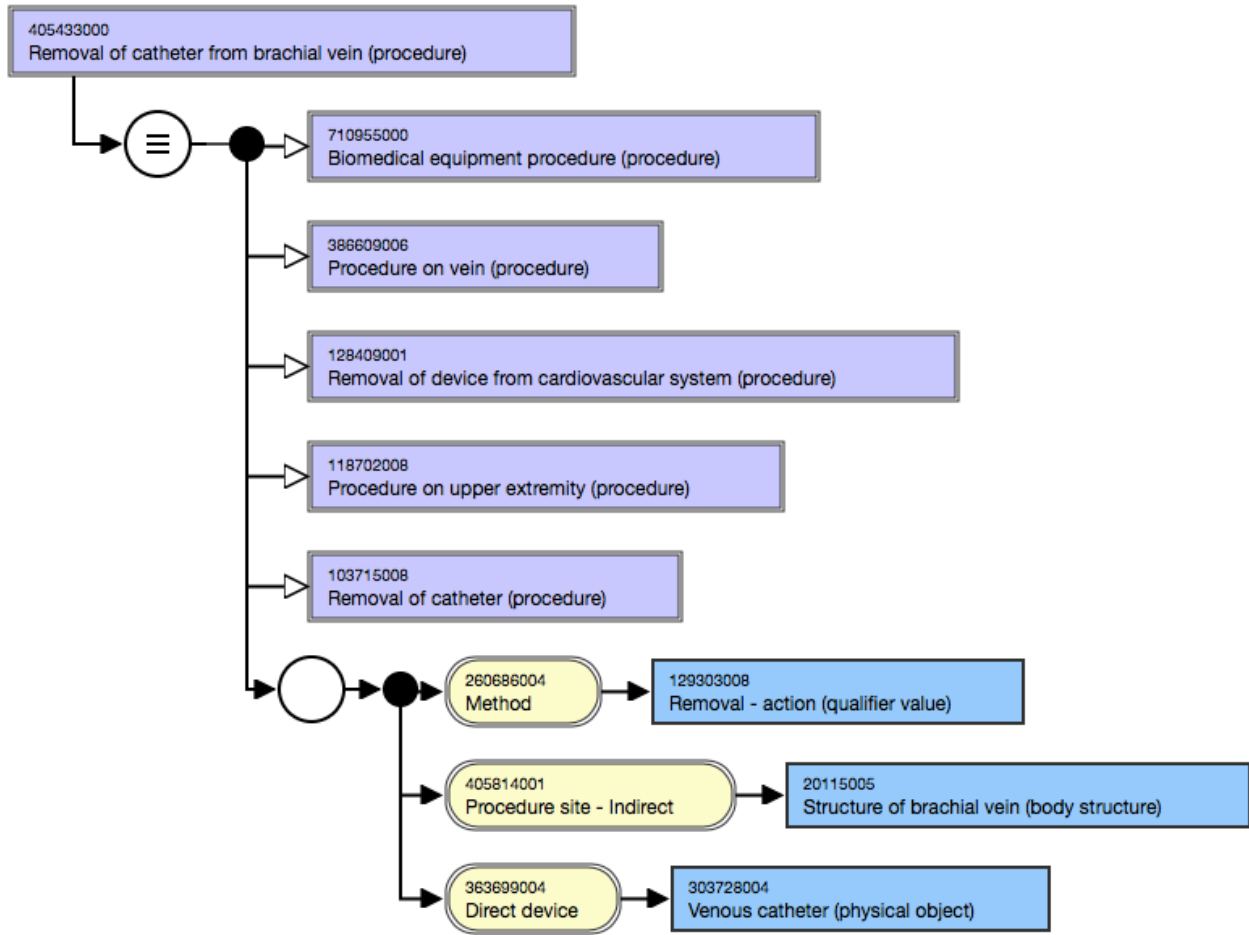 405433000
Removal of catheter from brachial vein (procedure)
710955000
Biomedical equipment procedure (procedure)
386609006
Procedure on vein (procedure)
128409001
Removal of device from cardiovascular system (procedure)
118702008
Procedure on upper extremity (procedure)
103715008
Removal of catheter (procedure)
260686004
Method
129303008
Removal - action (qualifier value)
405814001
Procedure site - Indirect
20115005
Structure of brachial vein (body structure)
363699004
Direct device
303728004
Venous catheter (physical object)